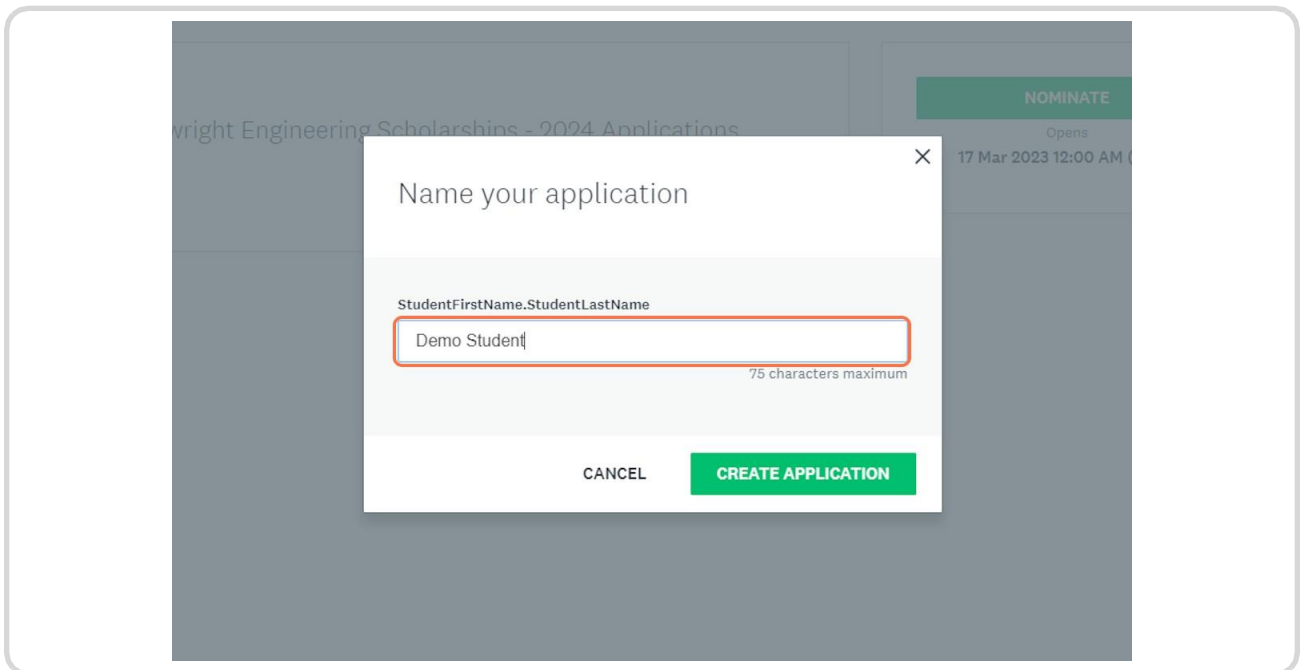 wright Engineering Scholarships - 2024 Applications
NOMINATE
Opens
17 Mar 2023 12:00 AM (
Name your application
StudentFirstName.StudentLastName
Demo Student
75 characters maximum
CANCEL
CREATE APPLICATION